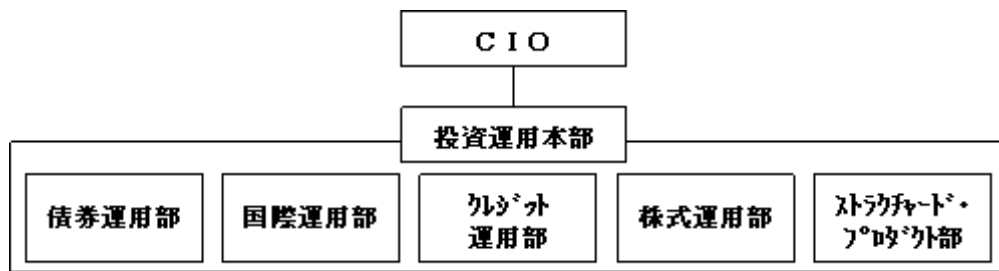 ＣＩＯ
投資運用本部
債券運用部
国際運用部
ｸﾚｼﾞｯﾄ
運用部
株式運用部
ｽﾄﾗｸﾁｬｰﾄﾞ・
ﾌﾟﾛﾀﾞｸﾄ部